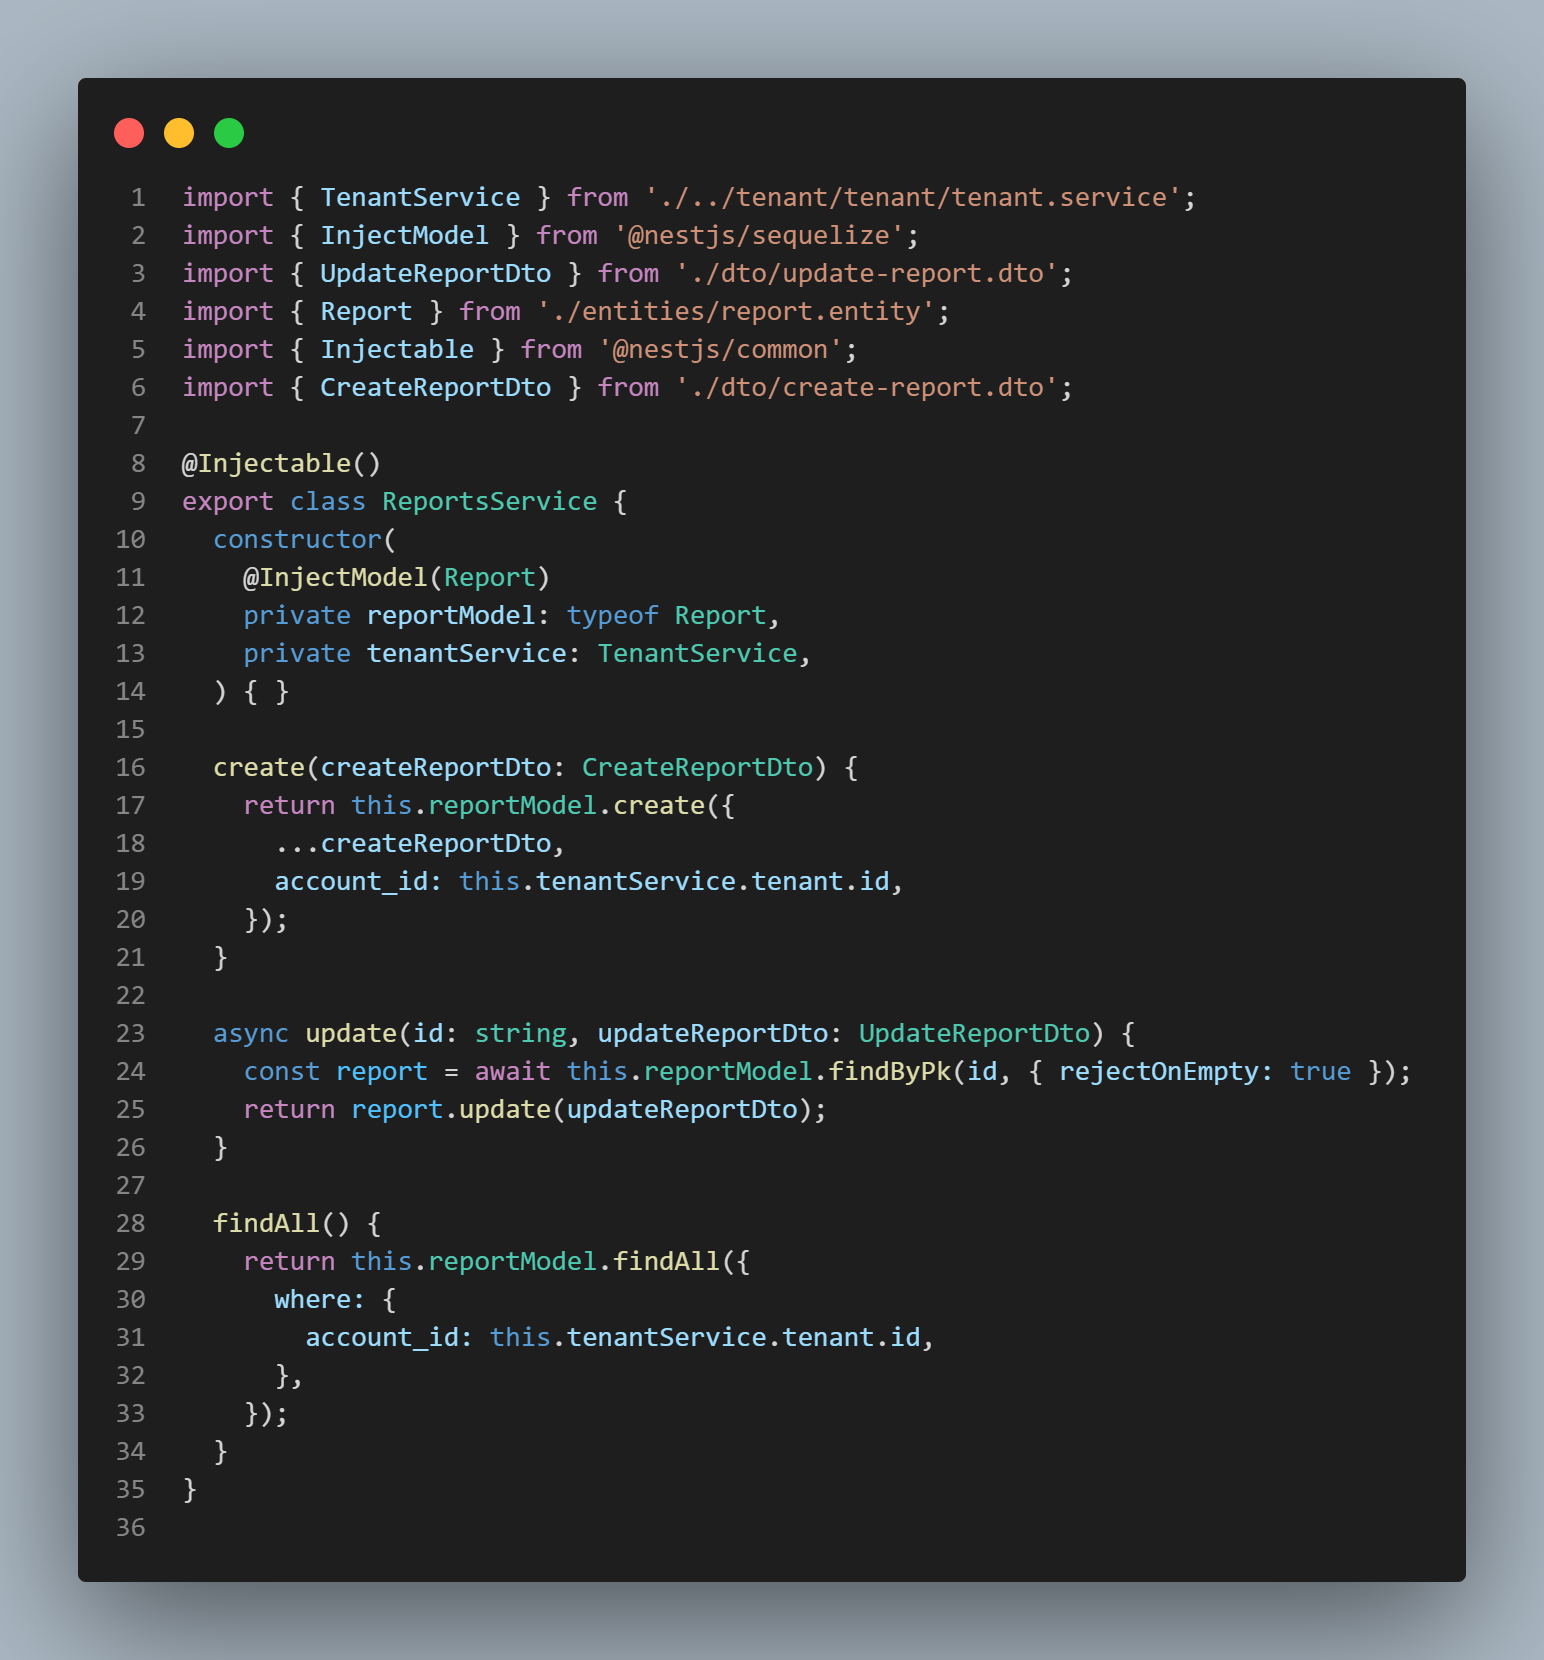 1 import { TenantService } from './../tenant/tenant/tenant.service';
2 import { InjectModel } from '@nestjs/sequelize';
3 import { UpdateReportDto } from './dto/update-report.dto';
4 import { Report } from './entities/report.entity';
5 import { Injectable } from '@nestjs/common';
6 import { CreateReportDto } from './dto/create-report.dto';
7
8 @Injectable()
9 export class ReportsService {
10   constructor(
11     @InjectModel(Report)
12     private reportModel: typeof Report,
13     private tenantService: TenantService,
14   ) { }
15
16   create(createReportDto: CreateReportDto) {
17     return this.reportModel.create({
18       ...createReportDto,
19       account_id: this.tenantService.tenant.id,
20     });
21   }
22
23   async update(id: string, updateReportDto: UpdateReportDto) {
24     const report = await this.reportModel.findByPk(id, { rejectOnEmpty: true });
25     return report.update(updateReportDto);
26   }
27
28   findAll() {
29     return this.reportModel.findAll({
30       where: {
31         account_id: this.tenantService.tenant.id,
32       },
33     });
34   }
35 }
36